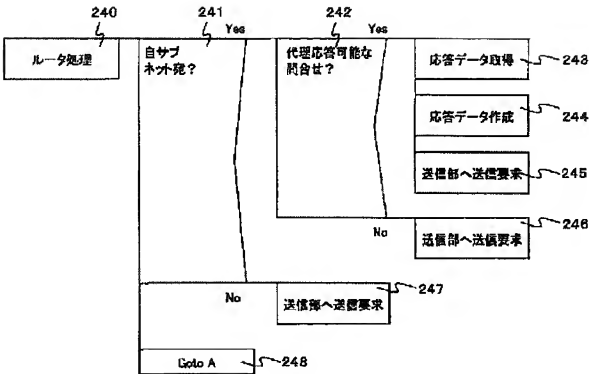 240
241
242
ルータ処理
自サブ
ネット宛?
Yes
代理応答可能な
問合せ?
Yes
応答データ取得
243
応答データ作成
244
送信部へ送信要求
245
No
送信部へ送信要求
246
No
送信部へ送信要求
247
Goto A
248